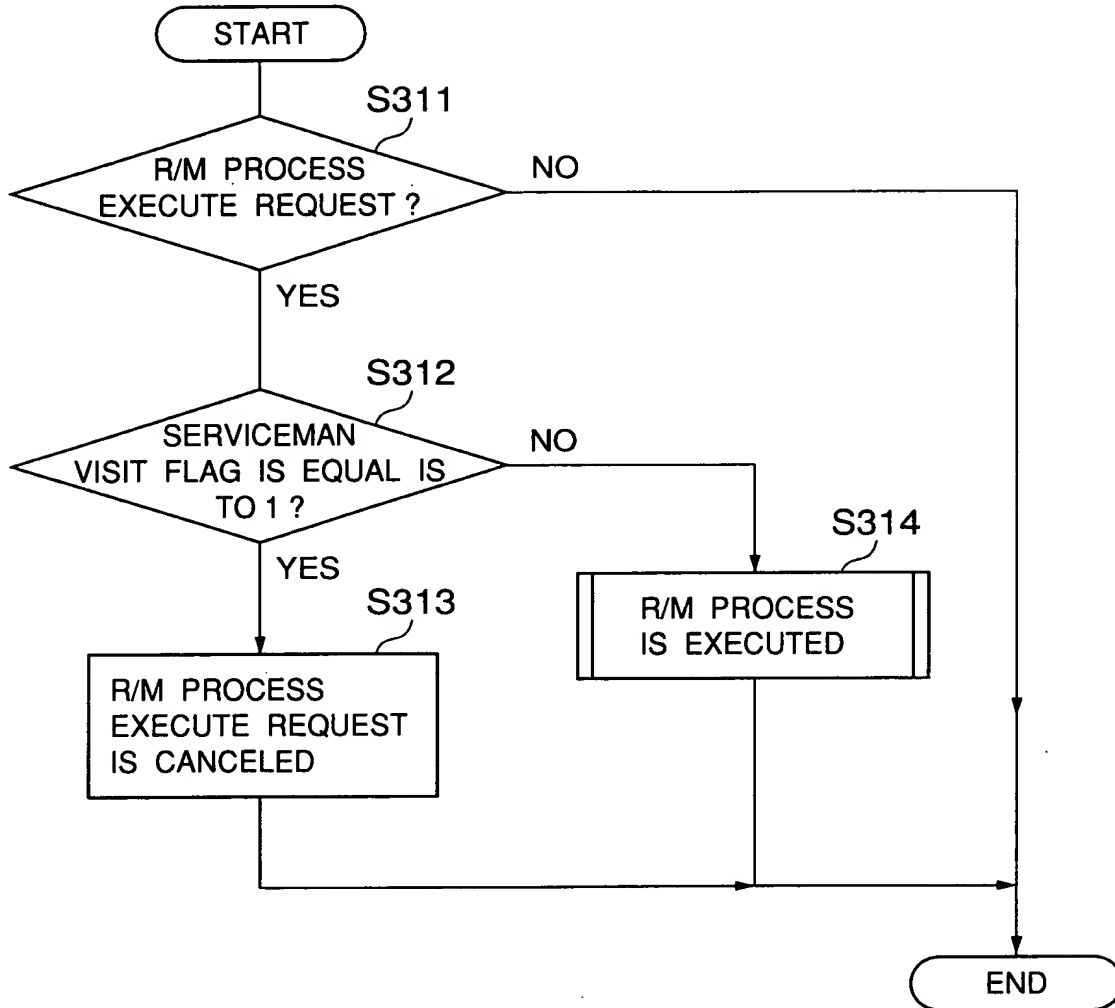 START
S311
R/M PROCESS
EXECUTE REQUEST ?
NO
YES
S312
SERVICEMAN
VISIT FLAG IS EQUAL IS
TO 1 ?
NO
YES
S314
R/M PROCESS
IS EXECUTED
S313
R/M PROCESS
EXECUTE REQUEST
IS CANCELED
END